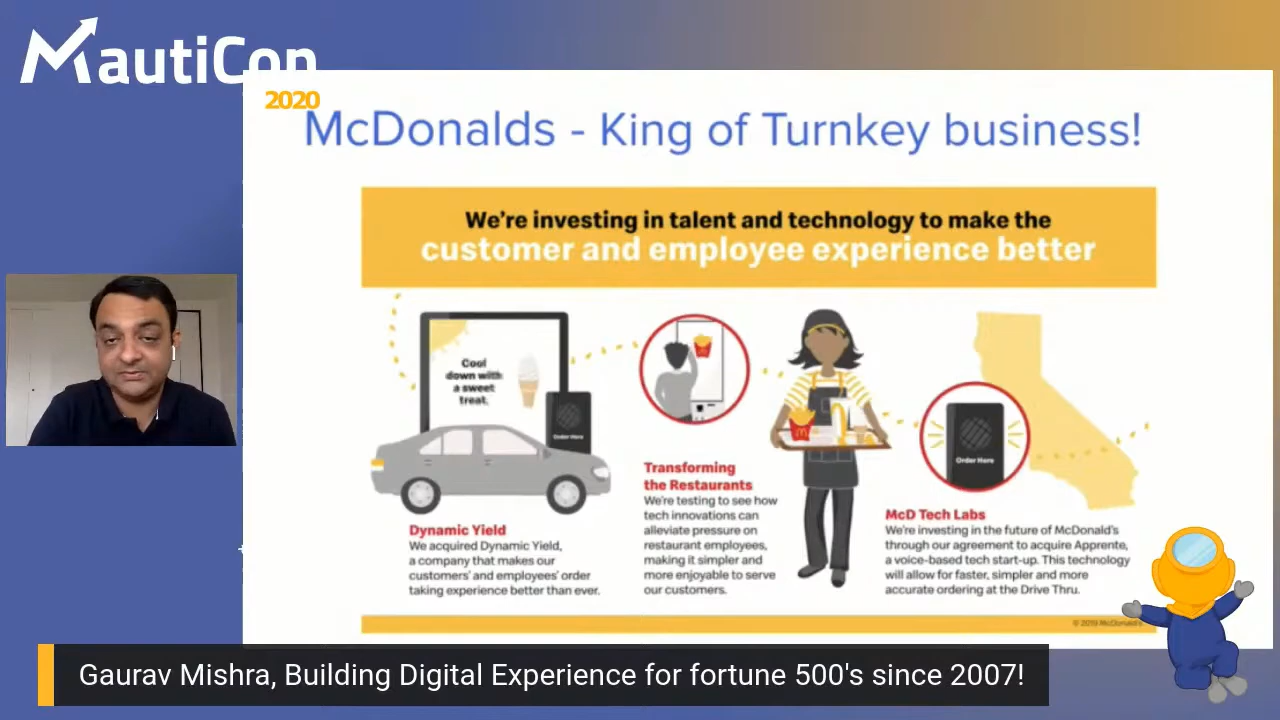 MautiCon
2020
McDonalds - King of Turnkey business!
We're investing in talent and technology to make the
customer and employee experience better
Cool
down with
a sweet
treat.
Order Here
Dynamic Yield
We acquired Dynamic Yield,
a company that makes our
customers' and employees' order
taking experience better than ever.
Transforming
the Restaurants
We're testing to see how
tech innovations can
alleviate pressure on
restaurant employees,
making it simpler and
more enjoyable to serve
our customers.
Order Here
McD Tech Labs
We're investing in the future of McDonald's
through our agreement to acquire Apprente,
a voice-based tech start-up. This technology
will allow for faster, simpler and more
accurate ordering at the Drive Thru.
© 2019 McDonald's
Gaurav Mishra, Building Digital Experience for fortune 500's since 2007!